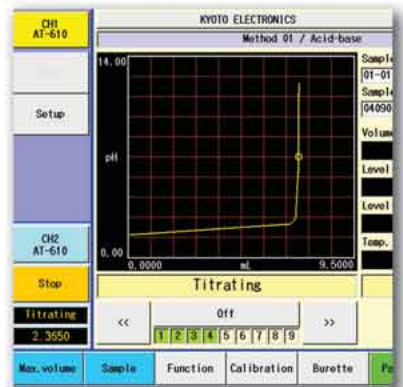 CH1
AT-610
Setup
CH2
AT-610
Stop
Titrating
2.3650
KYOTO ELECTRONICS
Method 01 / Acid-base
14.00
pH
0.00
0.0000
mL
9.5000
Sample
01-01
Sample
04090
Volume
Level
Level
Temp.
Titrating
<<
Off
1 2 3 4 5 6 7 8 9
>>
Max.volume
Sample
Function
Calibration
Burette